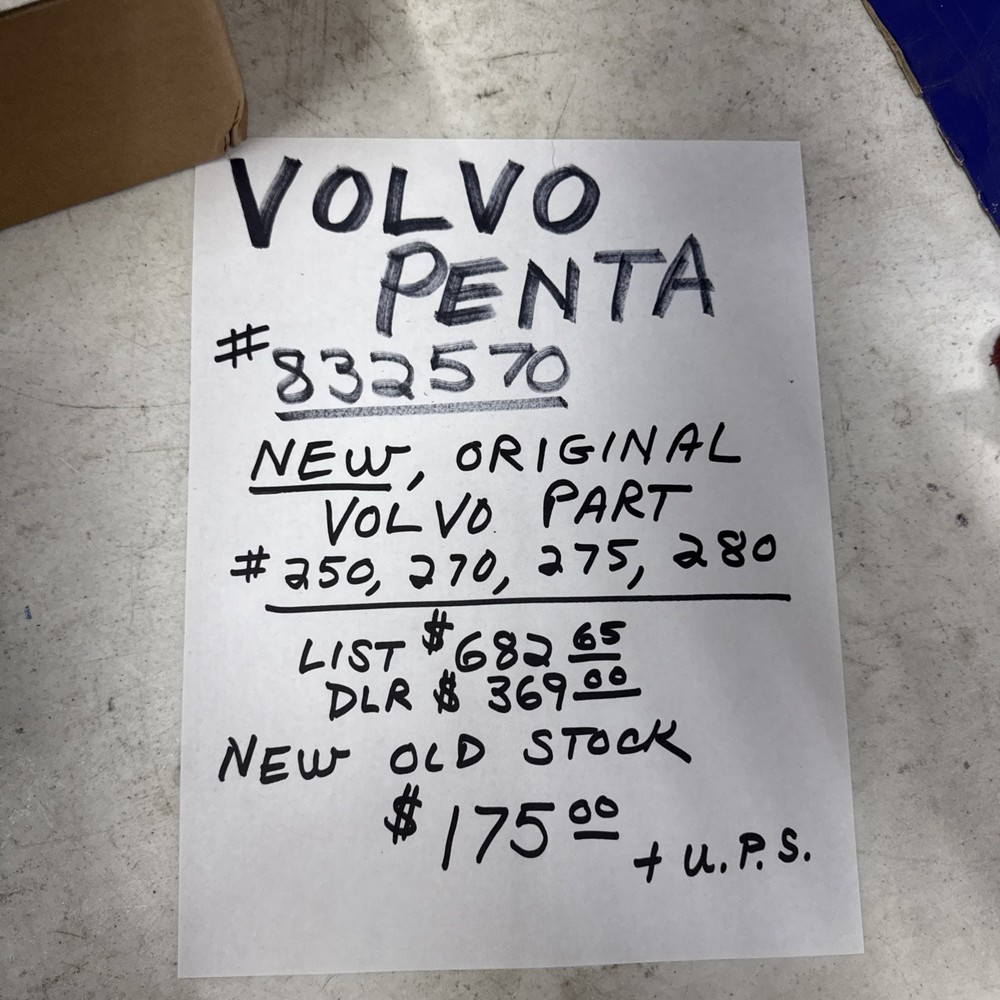 VOLVO
PENTA
#832570
NEW, ORIGINAL
VOLVO PART
#250, 270, 275, 280
LIST $682 65
DLR $ 369 00
NEW OLD STOCK
$ 175 00 + U.P.S.